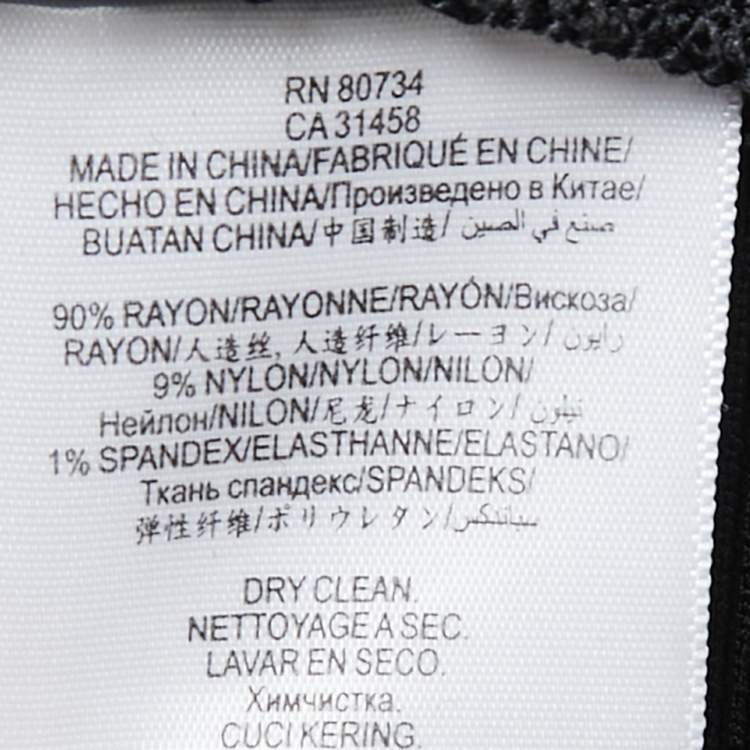 RN 80734
CA 31458
MADE IN CHINA/FABRIQUÉ EN CHINE/
HECHO EN CHINA/Произведено в Китае/
BUATAN CHINA/中国制造/ صنع في الصين
90% RAYON/RAYONNE/RAYÓN/Вискоза/
RAYON/人造丝, 人造纤维/レーヨン/ رايون
9% NYLON/NYLON/NILON/
Нейлон/NILON/尼龙/ナイロン/ نيلون
1% SPANDEX/ELASTHANNE/ELASTANO/
Ткань спандекс/SPANDEKS/
弹性纤维/ポリウレタン/سباندكس
DRY CLEAN.
NETTOYAGE A SEC.
LAVAR EN SECO.
Химчистка.
CUCI KERING.